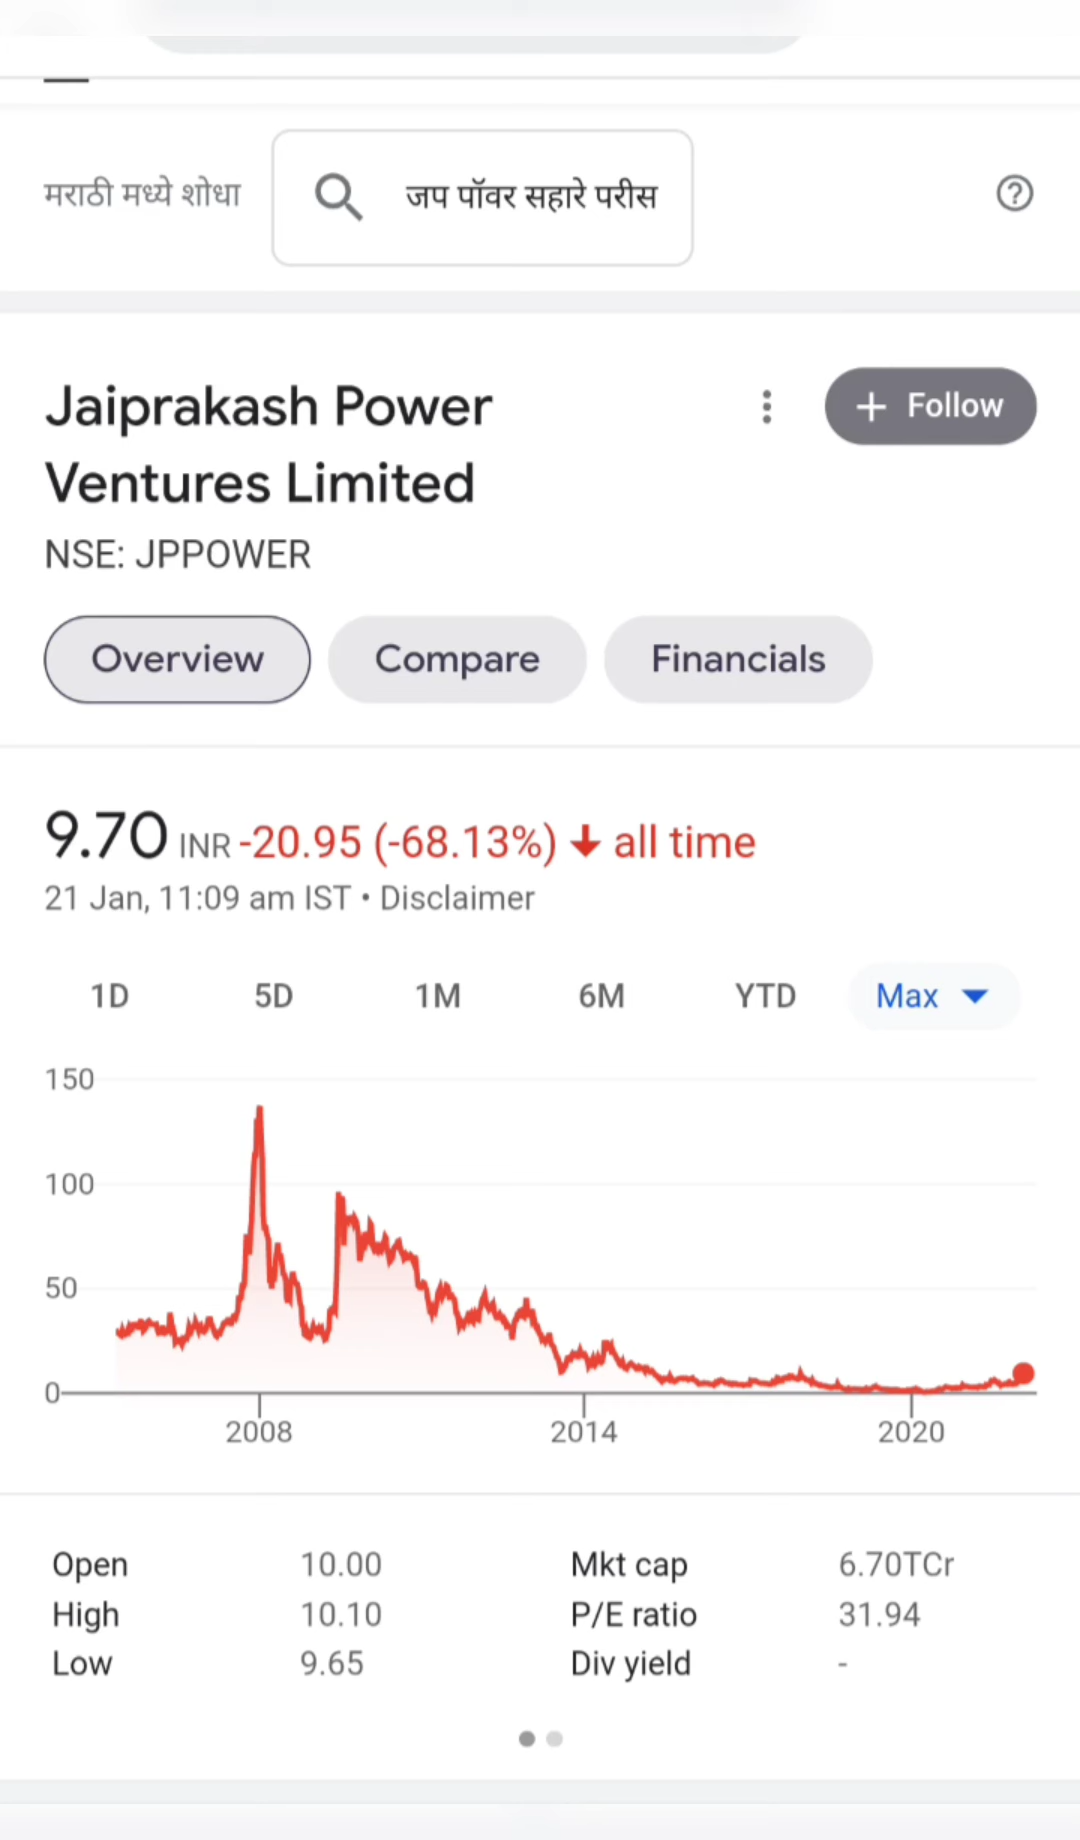 मराठी मध्ये शोधा
जप पॉवर सहारे परीस
Jaiprakash Power
Ventures Limited
+ Follow
NSE: JPPOWER
Overview
Compare
Financials
9.70 INR -20.95 (-68.13%) ↓ all time
21 Jan, 11:09 am IST • Disclaimer
1D 5D 1M 6M YTD Max
150
100
50
0
2008 2014 2020
Open 10.00 Mkt cap 6.70TCr
High 10.10 P/E ratio 31.94
Low 9.65 Div yield -